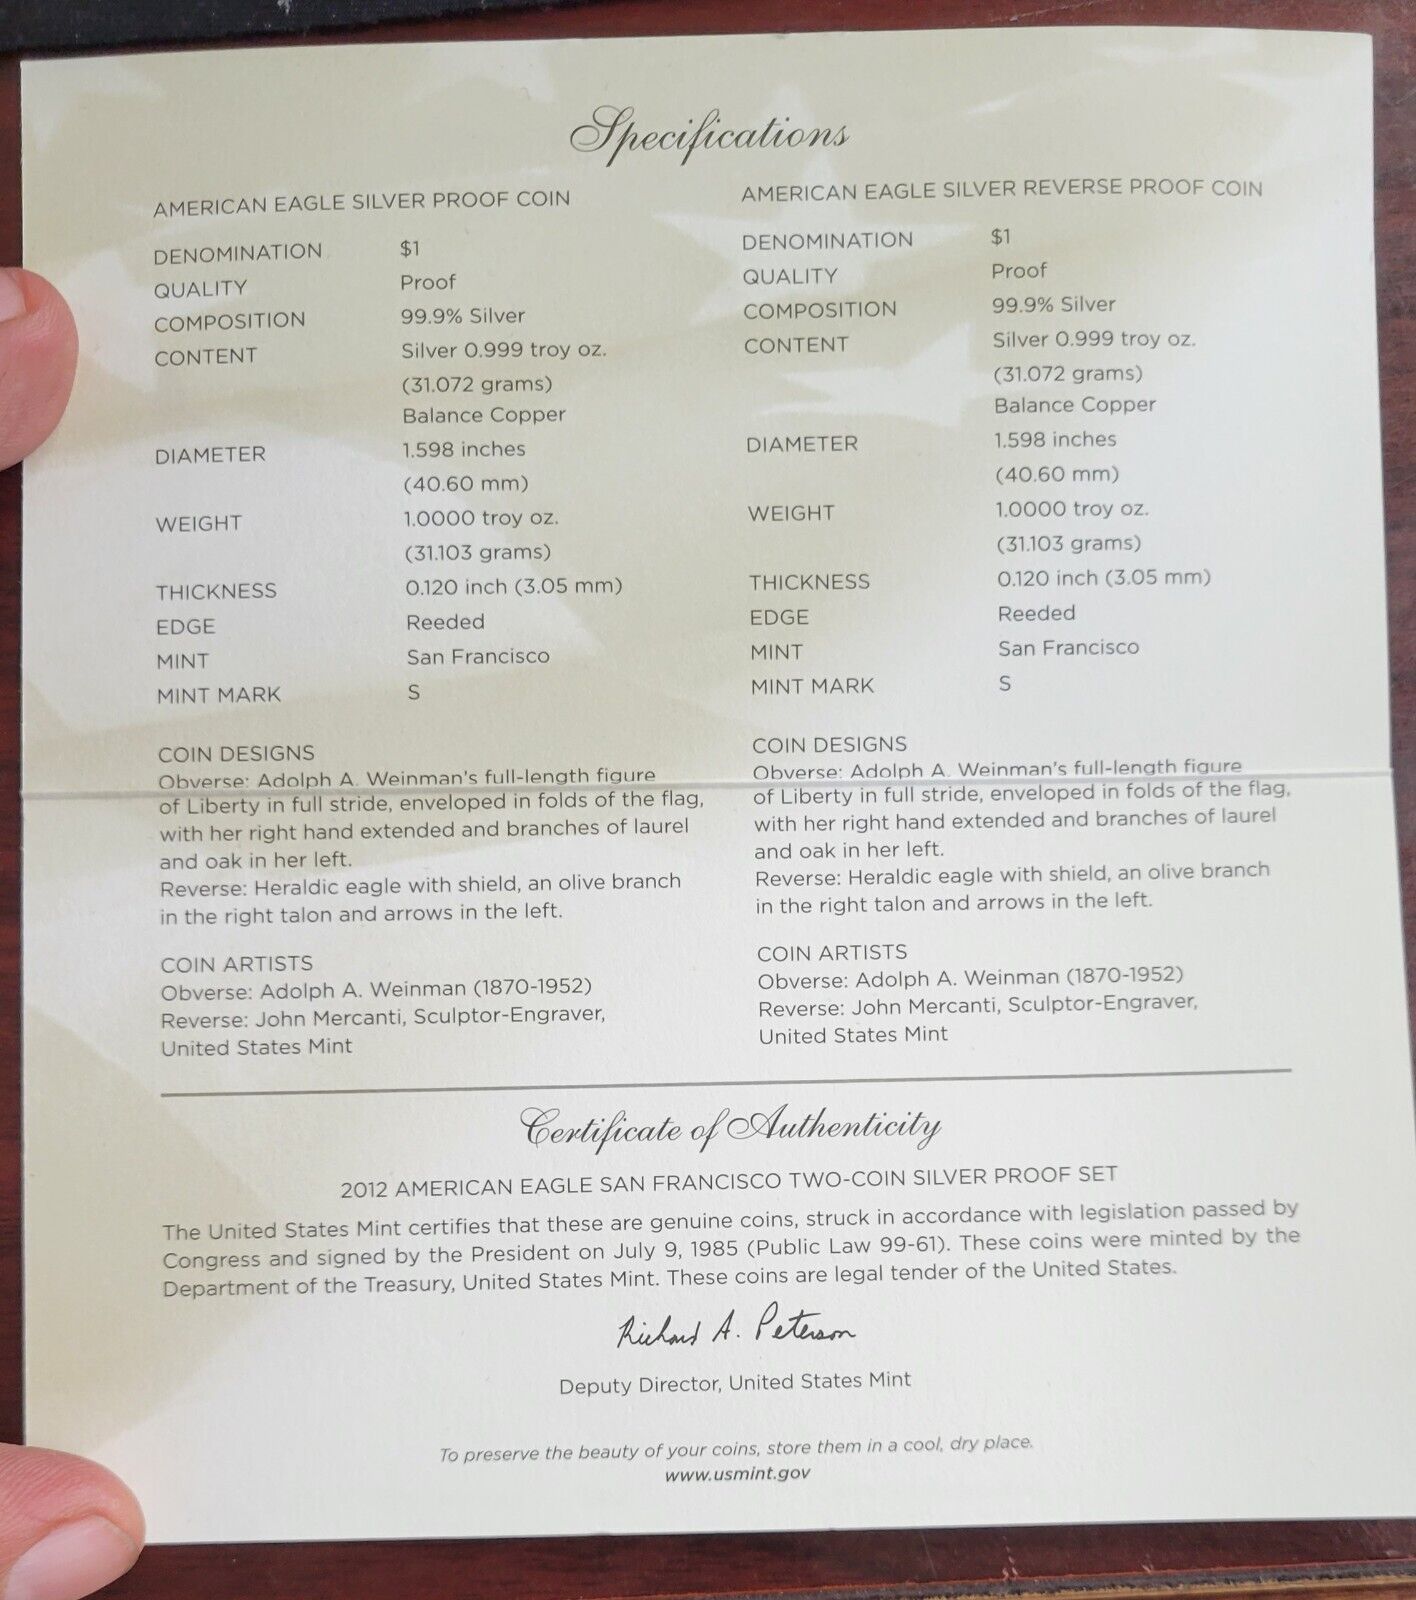 Specifications
AMERICAN EAGLE SILVER PROOF COIN
DENOMINATION $1
QUALITY Proof
COMPOSITION 99.9% Silver
CONTENT Silver 0.999 troy oz.
(31.072 grams)
Balance Copper
DIAMETER 1.598 inches
(40.60 mm)
WEIGHT 1.0000 troy oz.
(31.103 grams)
THICKNESS 0.120 inch (3.05 mm)
EDGE Reeded
MINT San Francisco
MINT MARK S
COIN DESIGNS
Obverse: Adolph A. Weinman's full-length figure
of Liberty in full stride, enveloped in folds of the flag,
with her right hand extended and branches of laurel
and oak in her left.
Reverse: Heraldic eagle with shield, an olive branch
in the right talon and arrows in the left.
COIN ARTISTS
Obverse: Adolph A. Weinman (1870-1952)
Reverse: John Mercanti, Sculptor-Engraver,
United States Mint
AMERICAN EAGLE SILVER REVERSE PROOF COIN
DENOMINATION $1
QUALITY Proof
COMPOSITION 99.9% Silver
CONTENT Silver 0.999 troy oz.
(31.072 grams)
Balance Copper
DIAMETER 1.598 inches
(40.60 mm)
WEIGHT 1.0000 troy oz.
(31.103 grams)
THICKNESS 0.120 inch (3.05 mm)
EDGE Reeded
MINT San Francisco
MINT MARK S
COIN DESIGNS
Obverse: Adolph A. Weinman's full-length figure
of Liberty in full stride, enveloped in folds of the flag,
with her right hand extended and branches of laurel
and oak in her left.
Reverse: Heraldic eagle with shield, an olive branch
in the right talon and arrows in the left.
COIN ARTISTS
Obverse: Adolph A. Weinman (1870-1952)
Reverse: John Mercanti, Sculptor-Engraver,
United States Mint
Certificate of Authenticity
2012 AMERICAN EAGLE SAN FRANCISCO TWO-COIN SILVER PROOF SET
The United States Mint certifies that these are genuine coins, struck in accordance with legislation passed by
Congress and signed by the President on July 9, 1985 (Public Law 99-61). These coins were minted by the
Department of the Treasury, United States Mint. These coins are legal tender of the United States.
Richard A. Peterson
Deputy Director, United States Mint
To preserve the beauty of your coins, store them in a cool, dry place.
www.usmint.gov